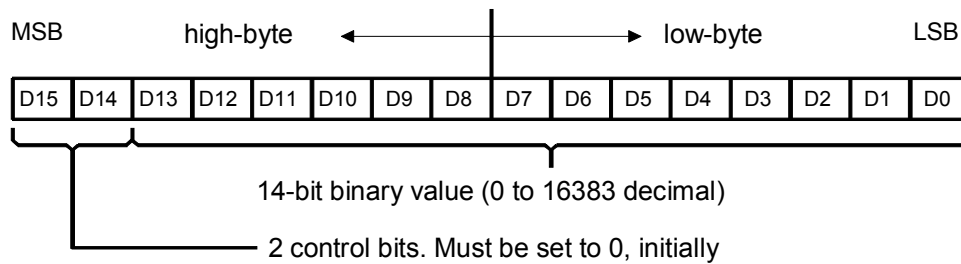 MSB high-byte low-byte LSB
D15 D14 D13 D12 D11 D10 D9 D8 D7 D6 D5 D4 D3 D2 D1 D0
14-bit binary value (0 to 16383 decimal)
2 control bits. Must be set to 0, initially